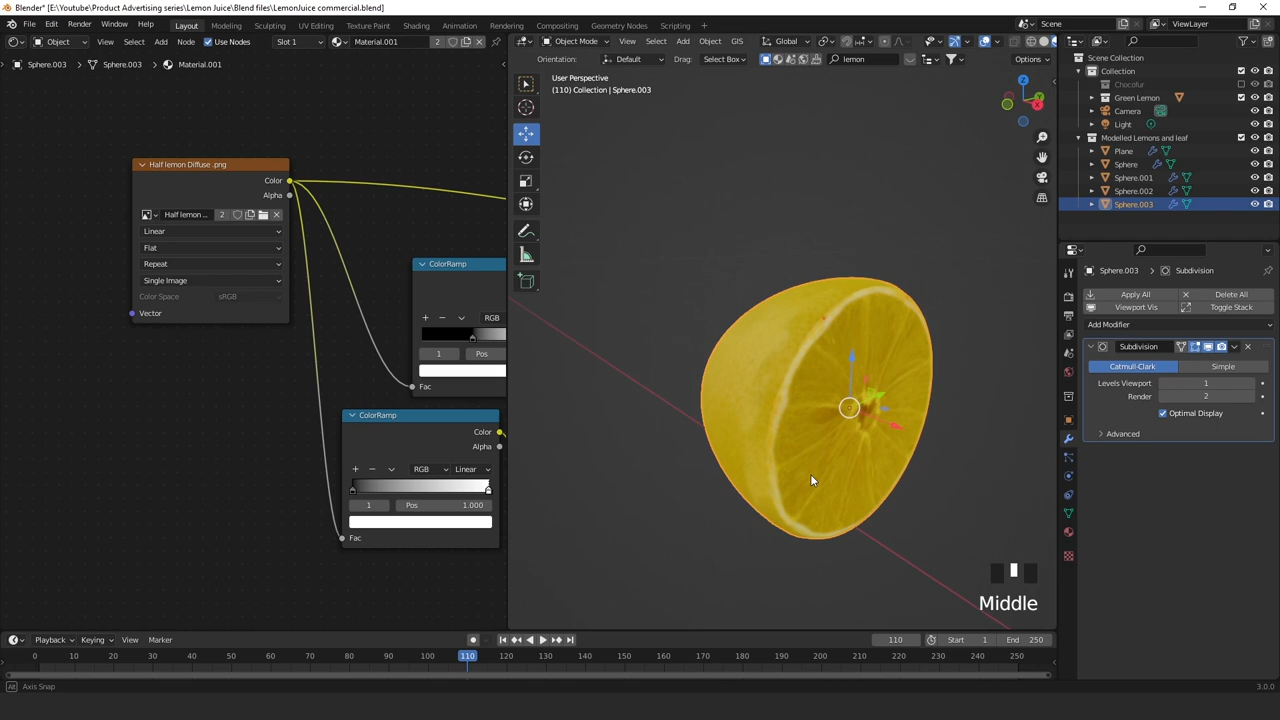 Blender* [E:\Youtube\Product Advertising series\Lemon Juice\Blend files\LemonJuice commercial.blend]
File Edit Render Window Help Layout Modeling Sculpting UV Editing Texture Paint Shading Animation Rendering Compositing Geometry Nodes Scripting Scene ViewLayer
Object View Select Add Node Use Nodes Slot 1 Material.001 2
Object Mode View Select Add Object GIS Global
Sphere.003 > Sphere.003 > Material.001
Orientation: Default Drag: Select Box lemon Options
User Perspective
(110) Collection | Sphere.003
Scene Collection
Collection
Chocofur
Green Lemon
Camera
Light
Modelled Lemons and leaf
Plane
Sphere
Sphere.001
Sphere.002
Sphere.003
Half lemon Diffuse .png
Color
Alpha
Half lemon ... 2
Linear
Flat
Repeat
Single Image
Color Space sRGB
Vector
ColorRamp
RGB
1 Pos
Fac
ColorRamp
Color
Alpha
RGB Linear
1 Pos 1.000
Fac
Sphere.003 > Subdivision
Apply All Delete All
Viewport Vis Toggle Stack
Add Modifier
Subdivision
Catmull-Clark Simple
Levels Viewport 1
Render 2
Optimal Display
Advanced
Middle
Playback Keying View Marker 110 Start 1 End 250
0 10 20 30 40 50 60 70 80 90 100 110 120 130 140 150 160 170 180 190 200 210 220 230 240 250
Axis Snap 3.0.0